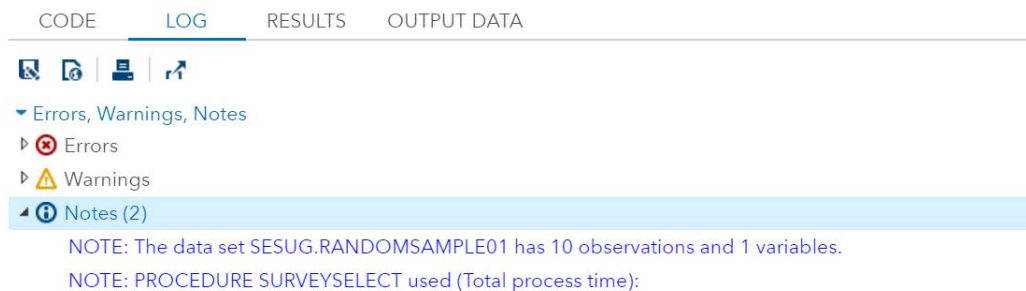 CODE LOG RESULTS OUTPUT DATA
Errors, Warnings, Notes
Errors
Warnings
Notes (2)
NOTE: The data set SESUG.RANDOMSAMPLE01 has 10 observations and 1 variables.
NOTE: PROCEDURE SURVEYSELECT used (Total process time):